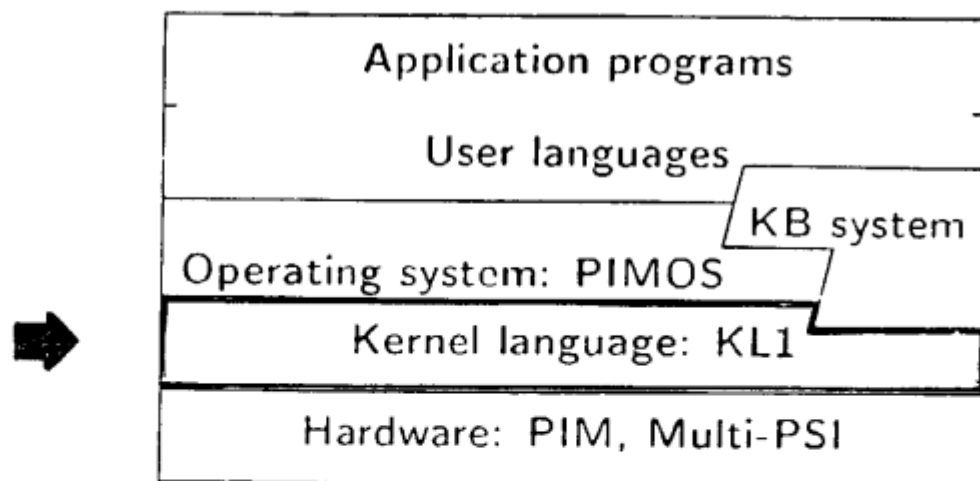 Application programs
User languages
KB system
Operating system: PIMOS
Kernel language: KL1
Hardware: PIM, Multi-PSI